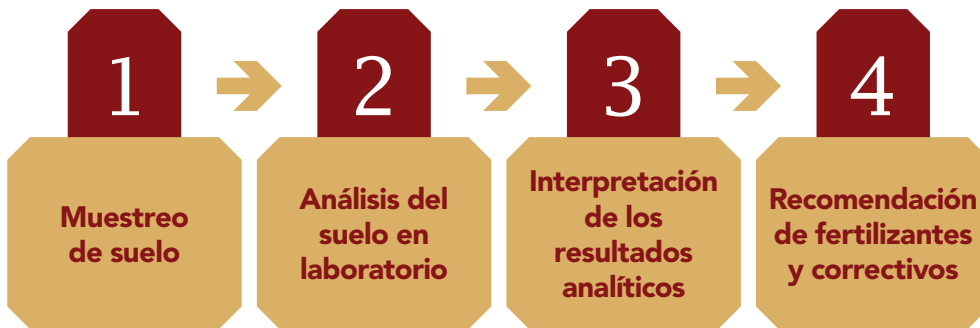 1
Muestreo
de suelo
2
Análisis del
suelo en
laboratorio
3
Interpretación
de los
resultados
analíticos
4
Recomendación
de fertilizantes
y correctivos